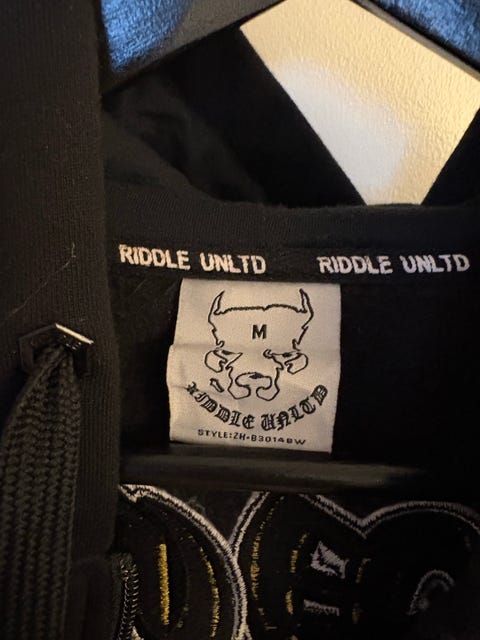 RIDDLE UNLTD RIDDLE UNLTD
M
RIDDLE UNLTD
STYLE:ZH-B3014BW